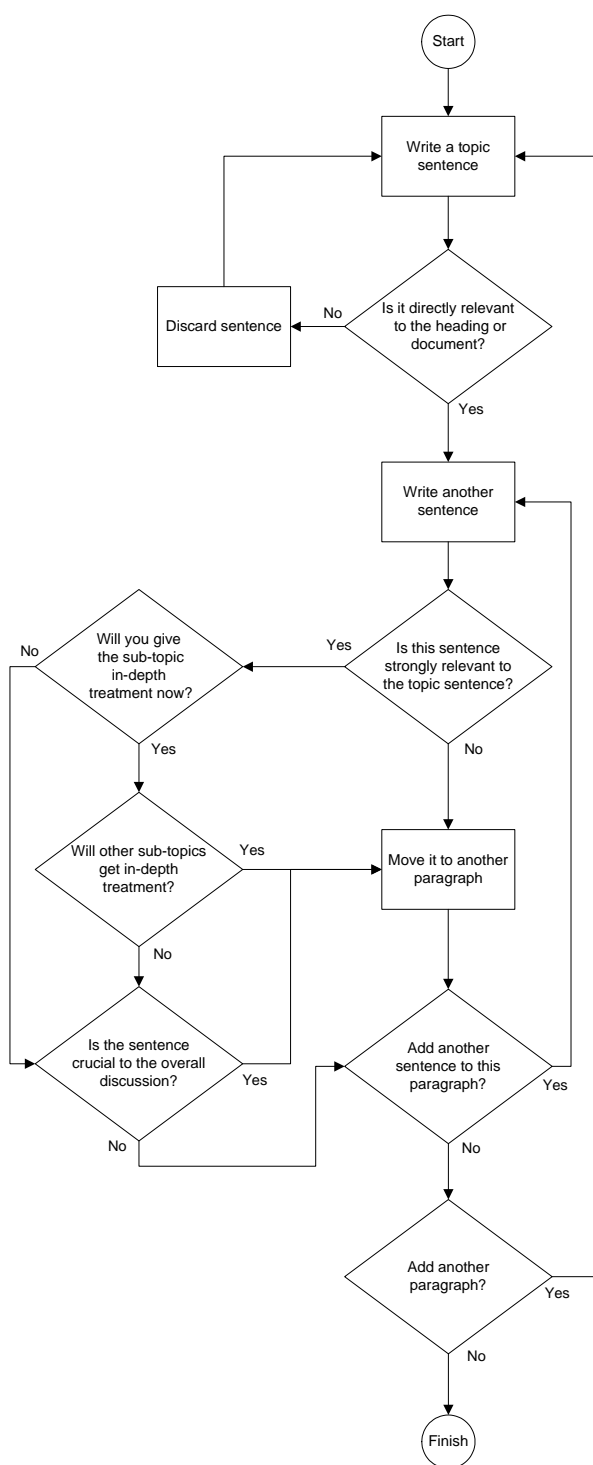 Start
Write a topic
sentence
Is it directly relevant
to the heading or
document?
No
Discard sentence
Yes
Write another
sentence
Is this sentence
strongly relevant to
the topic sentence?
Yes
No
Will you give
the sub-topic
in-depth
treatment now?
No
Yes
Will other sub-topics
get in-depth
treatment?
Yes
No
Move it to another
paragraph
Is the sentence
crucial to the overall
discussion?
Yes
No
Add another
sentence to this
paragraph?
Yes
No
Add another
paragraph?
Yes
No
Finish